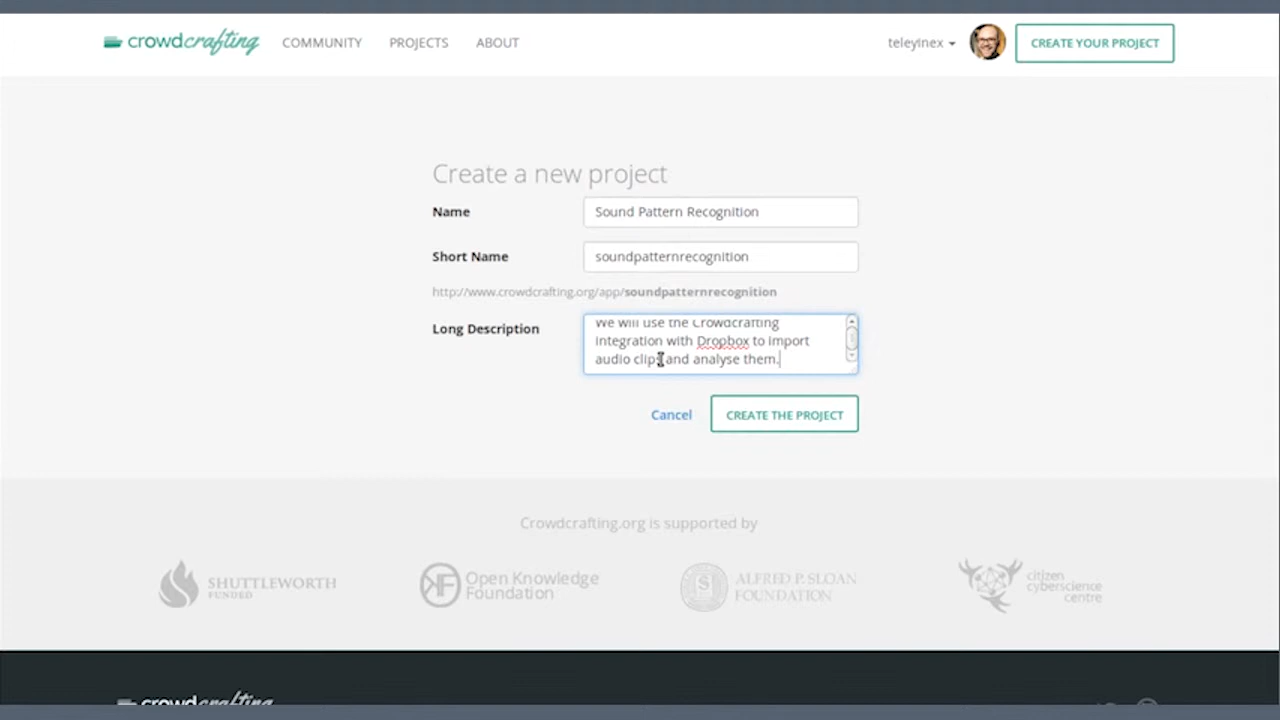 crowdcrafting COMMUNITY PROJECTS ABOUT teleyinex CREATE YOUR PROJECT
Create a new project
Name Sound Pattern Recognition
Short Name soundpatternrecognition
http://www.crowdcrafting.org/app/soundpatternrecognition
Long Description We will use the Crowdcrafting
integration with Dropbox to import
audio clips and analyse them.
Cancel CREATE THE PROJECT
Crowdcrafting.org is supported by
SHUTTLEWORTH
FUNDED
Open Knowledge
Foundation
ALFRED P. SLOAN
FOUNDATION
citizen
cyberscience
centre
crowdcrafting